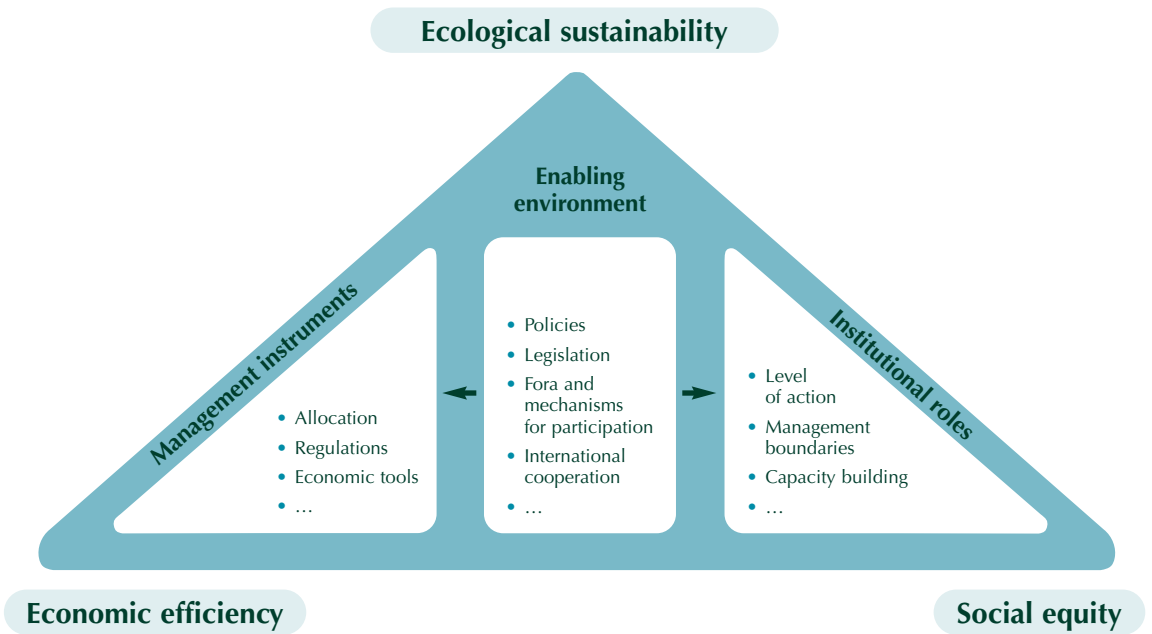 Ecological sustainability
Enabling
environment
Management instruments
• Allocation
• Regulations
• Economic tools
• …
• Policies
• Legislation
• Fora and
mechanisms
for participation
• International
cooperation
• …
Institutional roles
• Level
of action
• Management
boundaries
• Capacity building
• …
Economic efficiency
Social equity